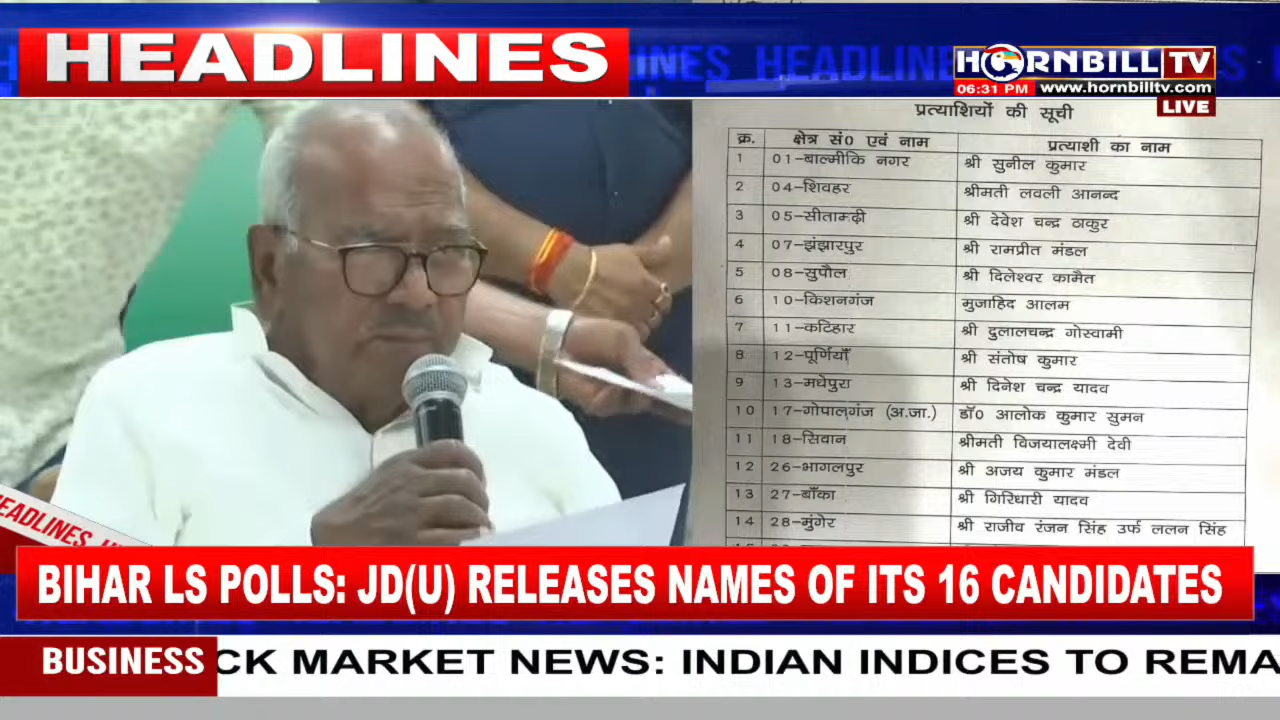 HEADLINES
HORNBILL TV
06:31 PM www.hornbilltv.com
LIVE
प्रत्याशियों की सूची
क्र. क्षेत्र सं0 एवं नाम प्रत्याशी का नाम
1 01-बाल्मीकि नगर श्री सुनील कुमार
2 04-शिवहर श्रीमती लवली आनन्द
3 05-सीतामढ़ी श्री देवेश चन्द्र ठाकुर
4 07-झंझारपुर श्री रामप्रीत मंडल
5 08-सुपौल श्री दिलेश्वर कामैत
6 10-किशनगंज मुजाहिद आलम
7 11-कटिहार श्री दुलालचन्द्र गोस्वामी
8 12-पूर्णियाँ श्री संतोष कुमार
9 13-मधेपुरा श्री दिनेश चन्द्र यादव
10 17-गोपालगंज (अ.जा.) डॉ0 आलोक कुमार सुमन
11 18-सिवान श्रीमती विजयालक्ष्मी देवी
12 26-भागलपुर श्री अजय कुमार मंडल
13 27-बाँका श्री गिरिधारी यादव
14 28-मुंगेर श्री राजीव रंजन सिंह उर्फ ललन सिंह
HEADLINES
BIHAR LS POLLS: JD(U) RELEASES NAMES OF ITS 16 CANDIDATES
BUSINESS CK MARKET NEWS: INDIAN INDICES TO REMA